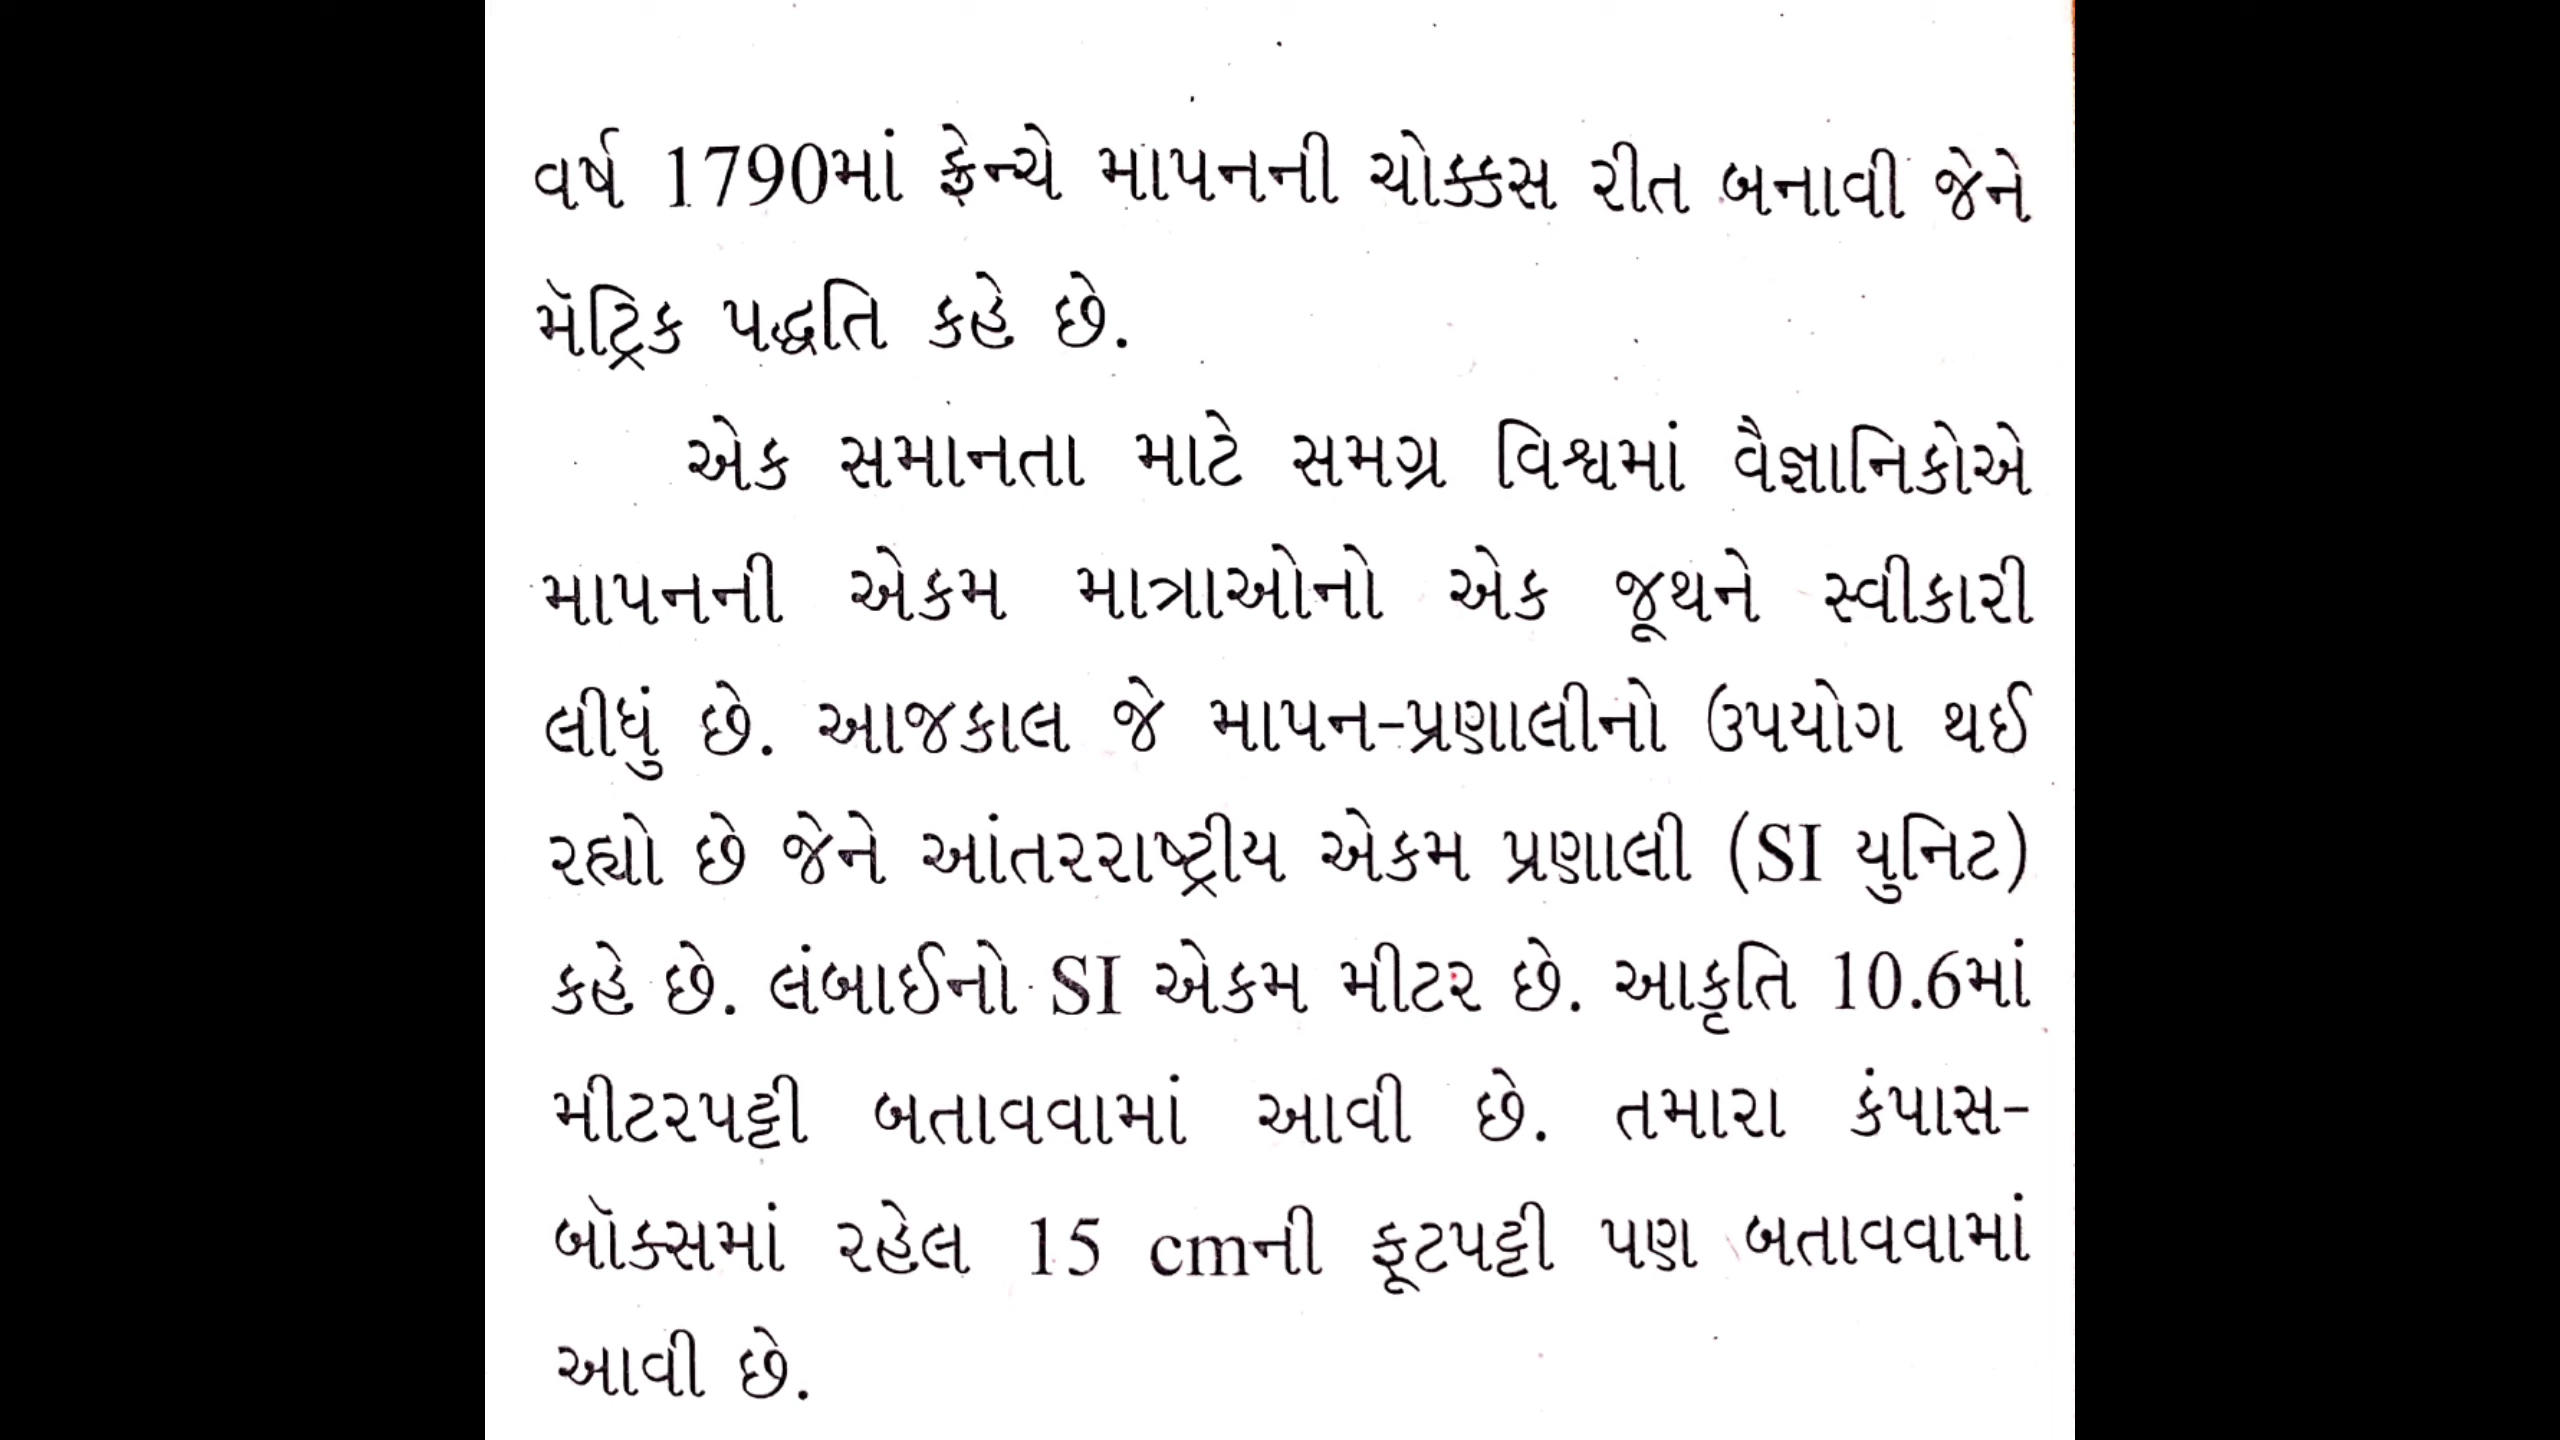 વર્ષ 1790માં ફ્રેન્ચે માપનની ચોક્કસ રીત બનાવી જેને
મૅટ્રિક પદ્ધતિ કહે છે.
એક સમાનતા માટે સમગ્ર વિશ્વમાં વૈજ્ઞાનિકોએ
માપનની એકમ માત્રાઓનો એક જૂથને સ્વીકારી
લીધું છે. આજકાલ જે માપન-પ્રણાલીનો ઉપયોગ થઈ
રહ્યો છે જેને આંતરરાષ્ટ્રીય એકમ પ્રણાલી (SI યુનિટ)
કહે છે. લંબાઈનો SI એકમ મીટર છે. આકૃતિ 10.6માં
મીટરપટ્ટી બતાવવામાં આવી છે. તમારા કંપાસ-
બૉક્સમાં રહેલ 15 cmની ફૂટપટ્ટી પણ બતાવવામાં
આવી છે.